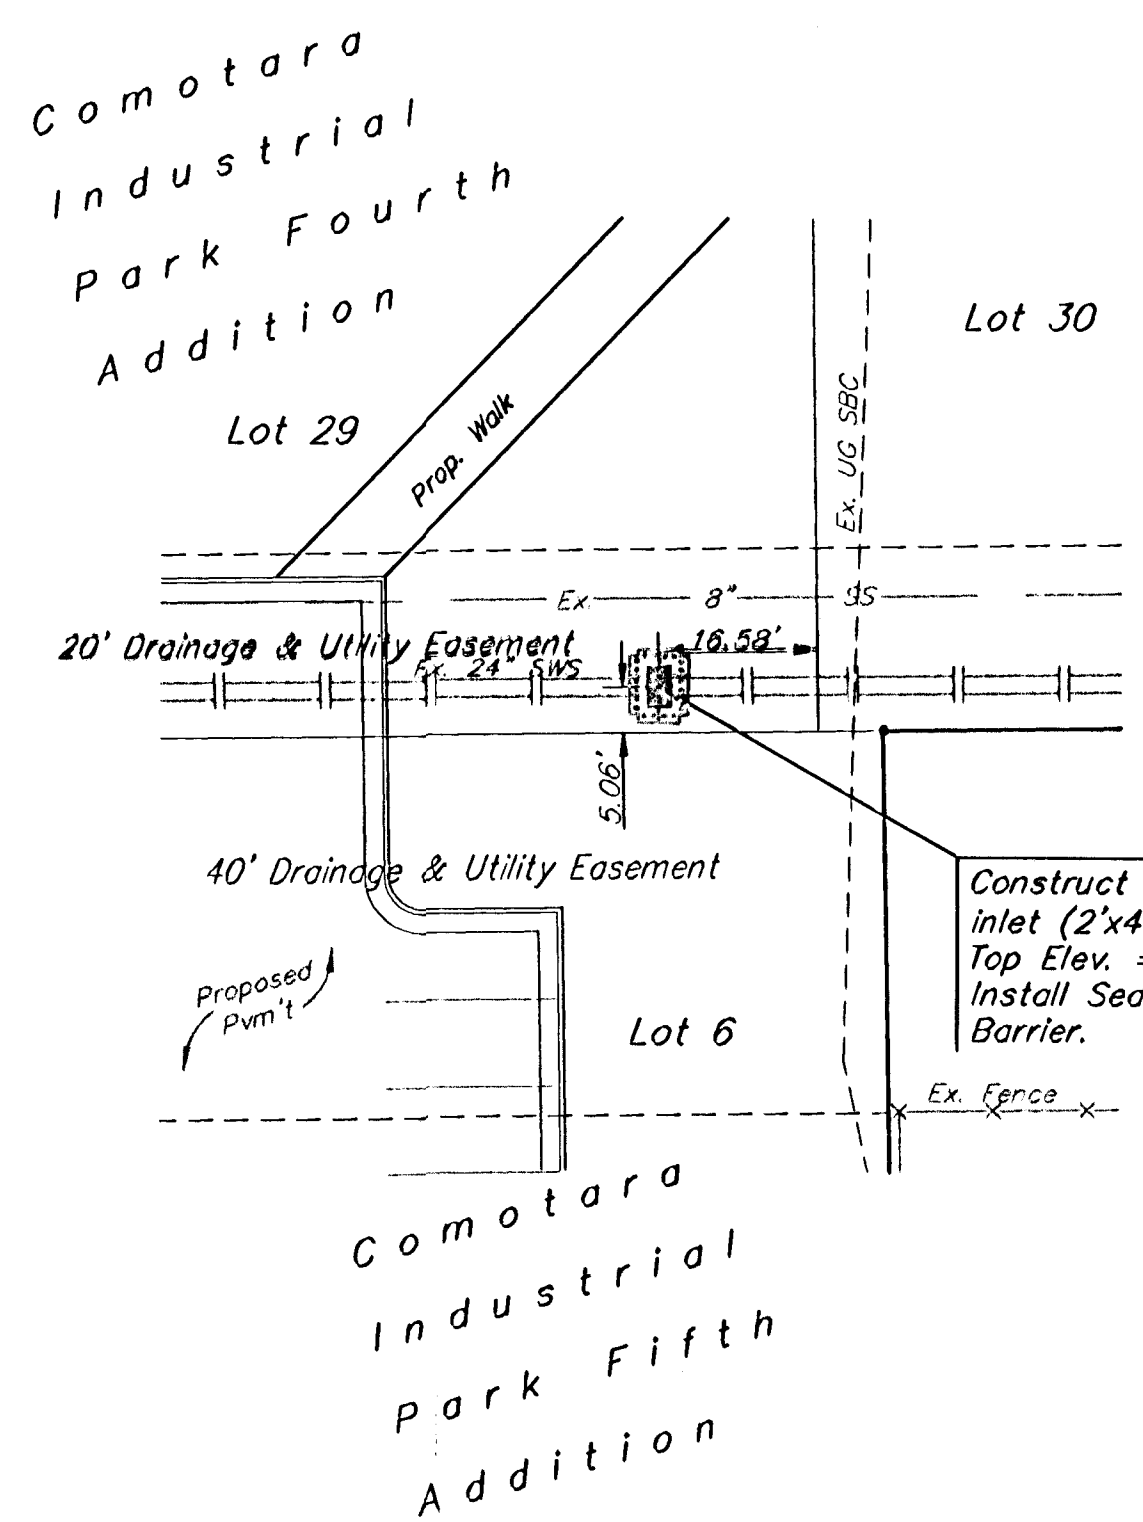 Comotara
Industrial
Park Fourth
Addition
Lot 30
Lot 29
Prop. Walk
Ex. UG SBC
Ex. 8" SS
20' Drainage & Utility Easement
16.58'
Ex. 24" SWS
5.06'
40' Drainage & Utility Easement
Construct
inlet (2'x4
Top Elev. =
Install Sed
Barrier.
Proposed
Pvm't
Lot 6
Ex. Fence
Comotara
Industrial
Park Fifth
Addition